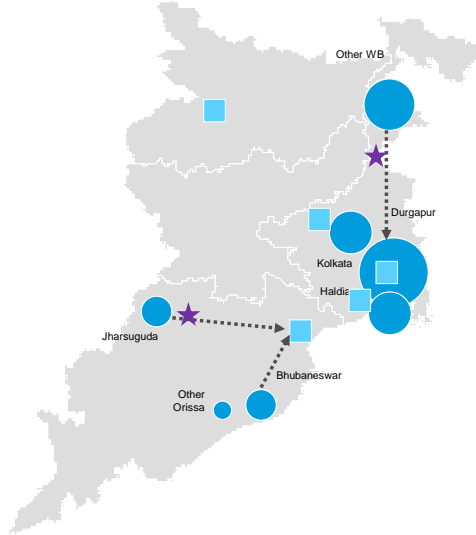 Other WB
Durgapur
Kolkata
Haldia
Jharsuguda
Bhubaneswar
Other
Orissa